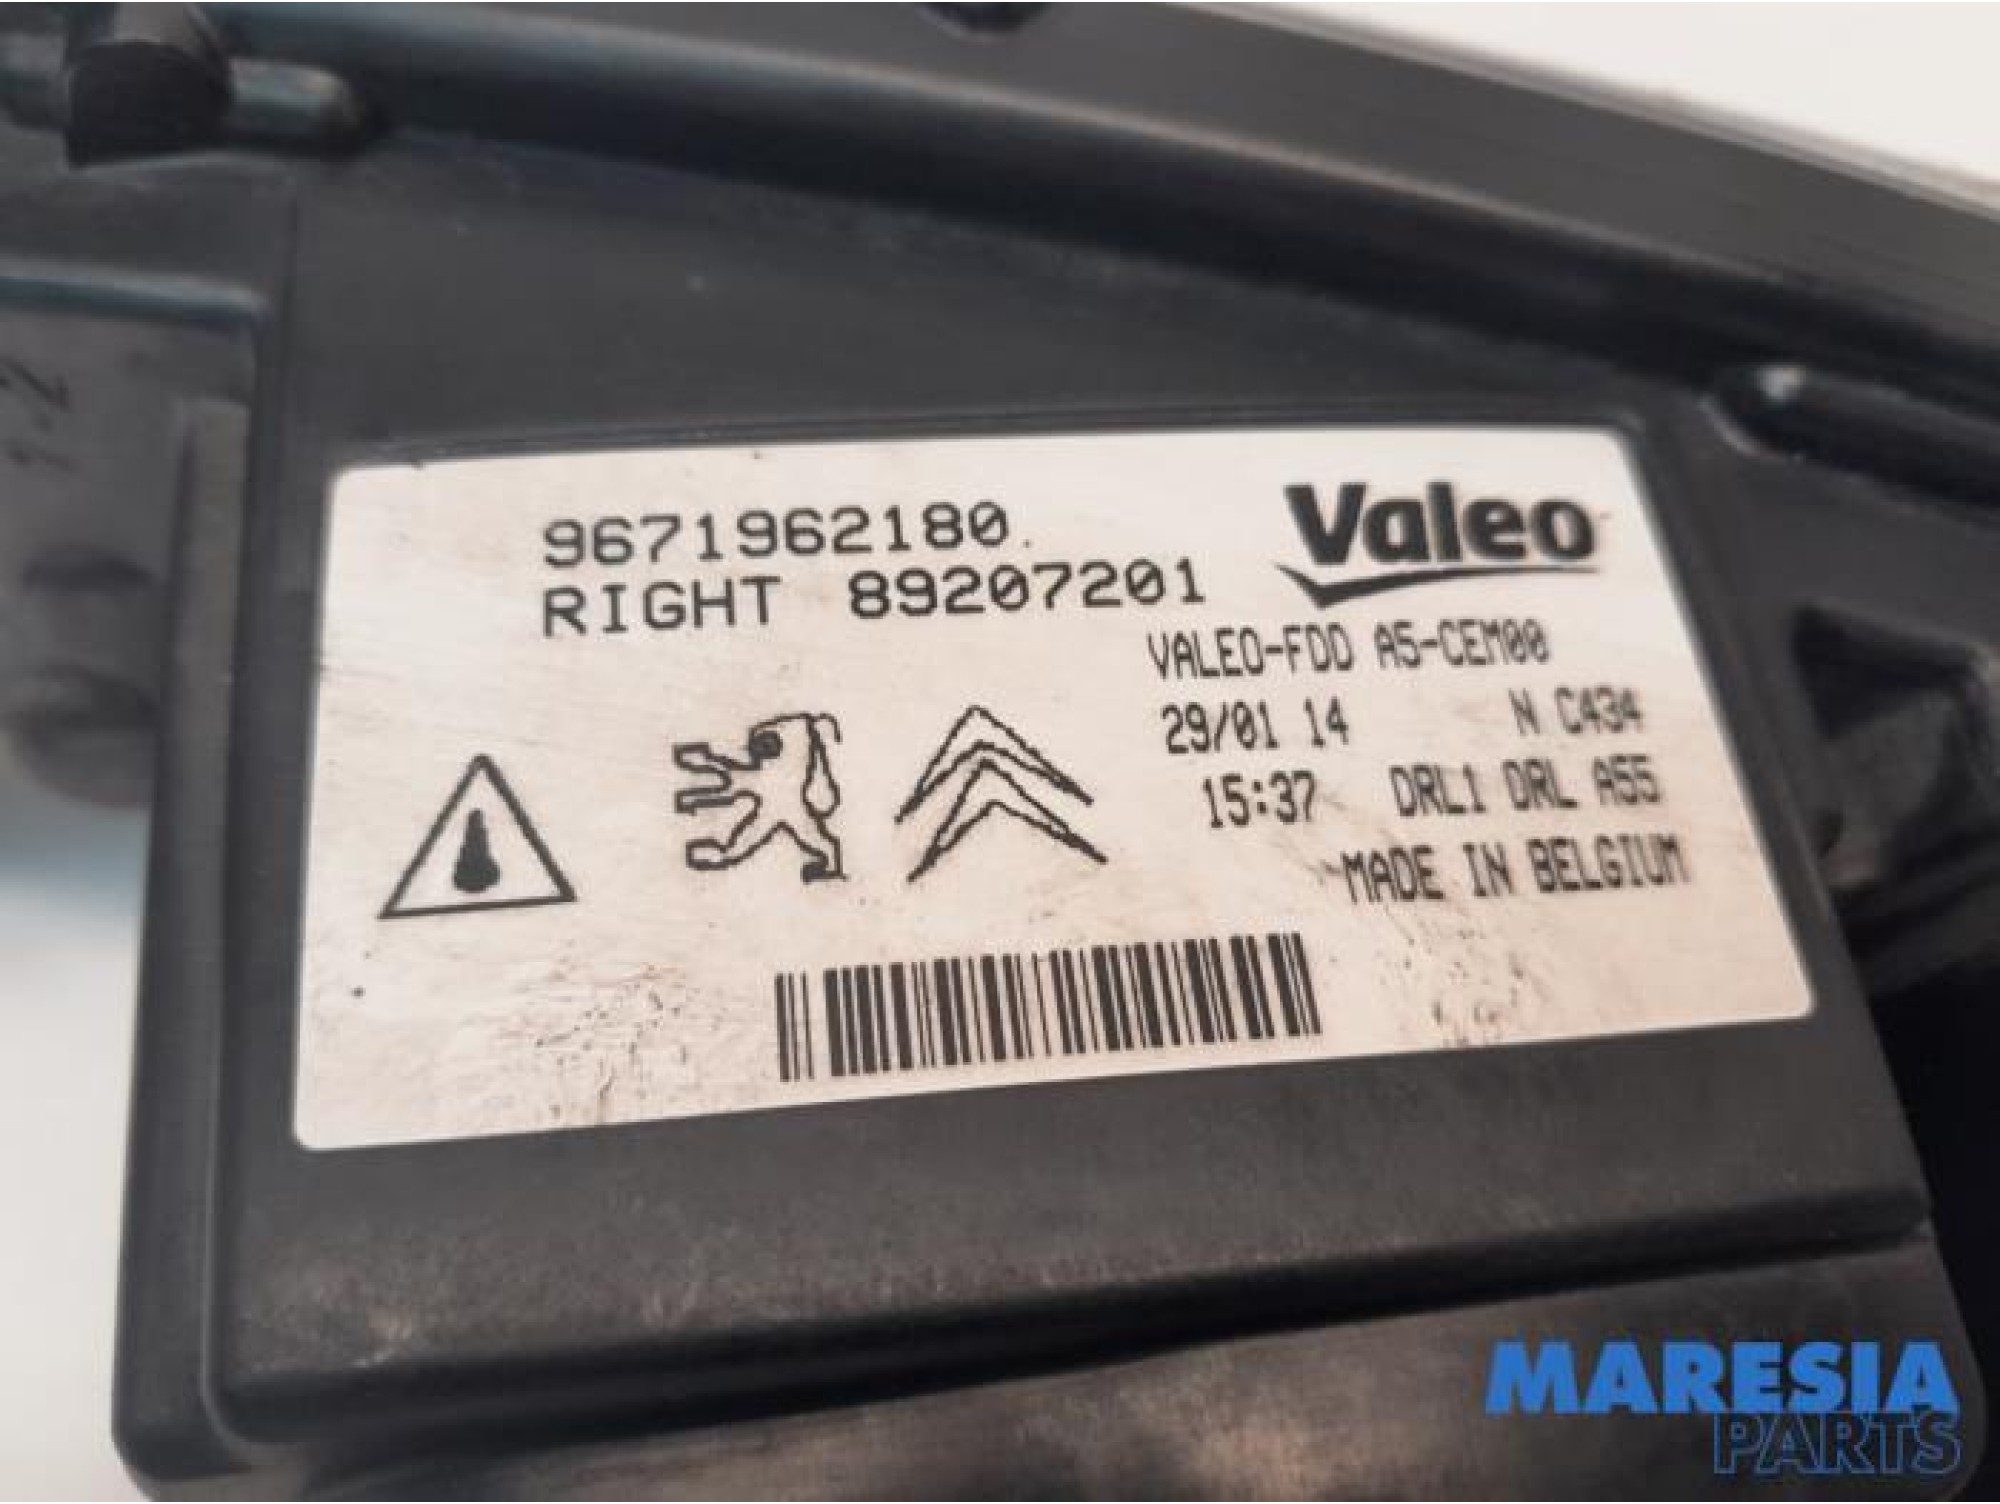 9671962180.
RIGHT 89207201
Valeo
VALEO-FDD A5-CEM00
29/01 14 N C434
15:37 DRL1 DRL A55
MADE IN BELGIUM
MARESIA
PARTS